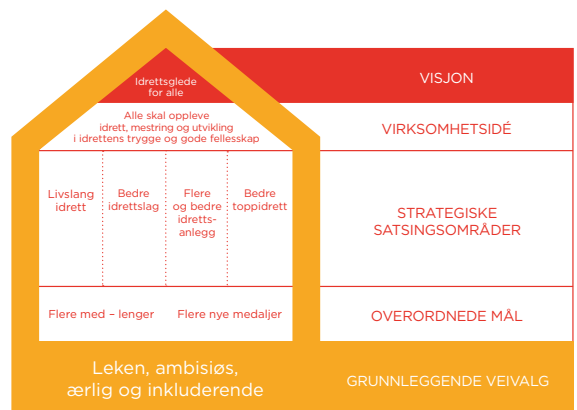 Idrettsglede
for alle
VISJON
Alle skal oppleve
idrett, mestring og utvikling
i idrettens trygge og gode fellesskap
VIRKSOMHETSIDÉ
Livslang
idrett
Bedre
idrettslag
Flere
og bedre
idretts-
anlegg
Bedre
toppidrett
STRATEGISKE
SATSINGSOMRÅDER
Flere med – lenger
Flere nye medaljer
OVERORDNEDE MÅL
Leken, ambisiøs,
ærlig og inkluderende
GRUNNLEGGENDE VEIVALG